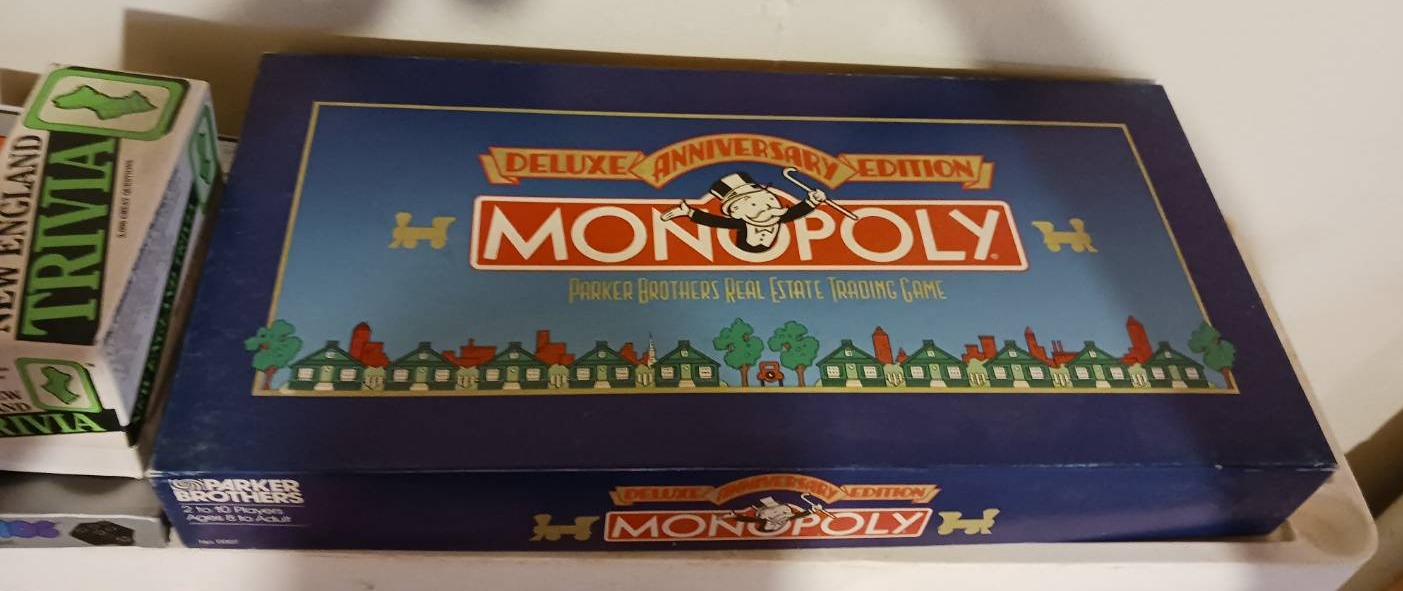 NEW ENGLAND
TRIVIA
TRIVIA
DELUXE ANNIVERSARY EDITION
MONOPOLY
PARKER BROTHERS REAL ESTATE TRADING GAME
PARKER
BROTHERS
2 to 10 Players
Ages 8 to Adult
DELUXE ANNIVERSARY EDITION
MONOPOLY